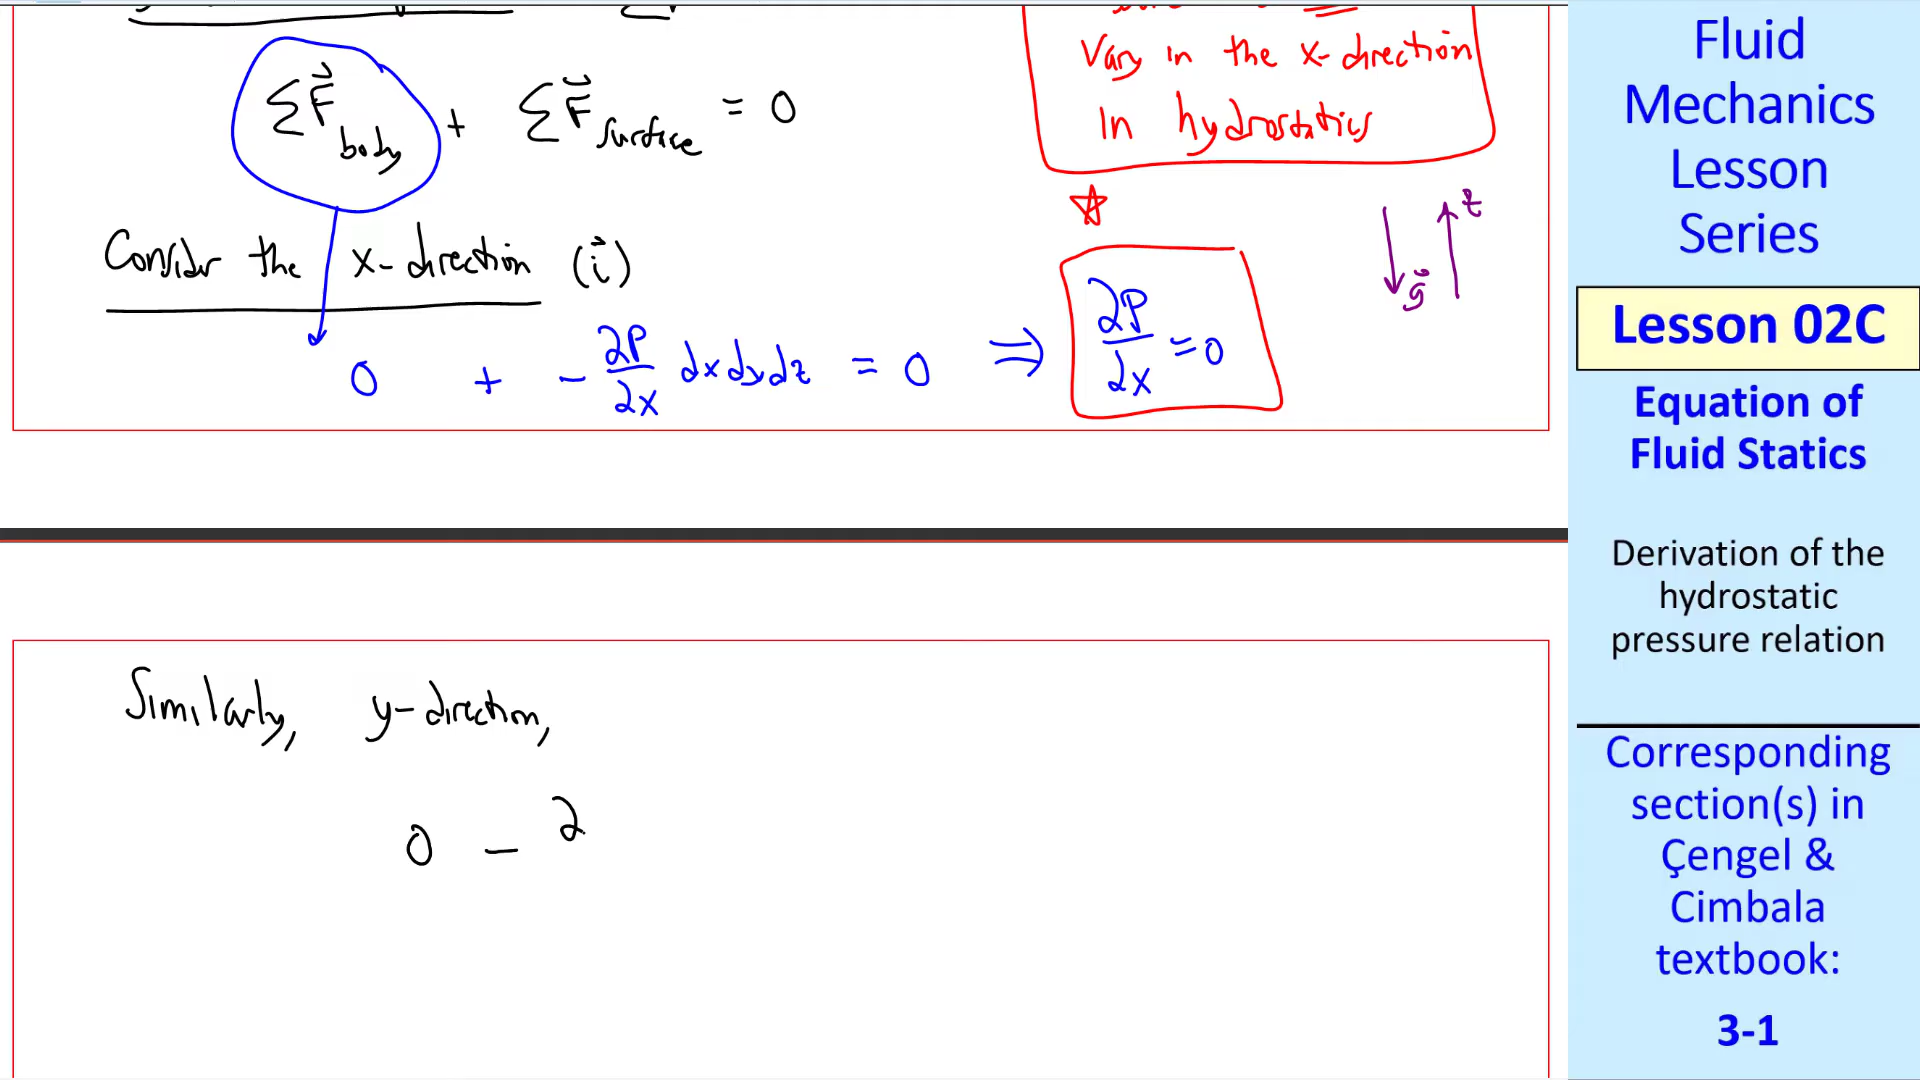 Vary in the x-direction
in hydrostatics
ΣF⃗ body + ΣF⃗ surface = 0
z
g⃗
Consider the x-direction (i⃗)
0 + - ∂P/∂x dxdydz = 0 ⇒ ∂P/∂x = 0
Similarly, y-direction,
0 - ∂
Fluid
Mechanics
Lesson
Series
Lesson 02C
Equation of
Fluid Statics
Derivation of the
hydrostatic
pressure relation
Corresponding
section(s) in
Çengel &
Cimbala
textbook:
3-1